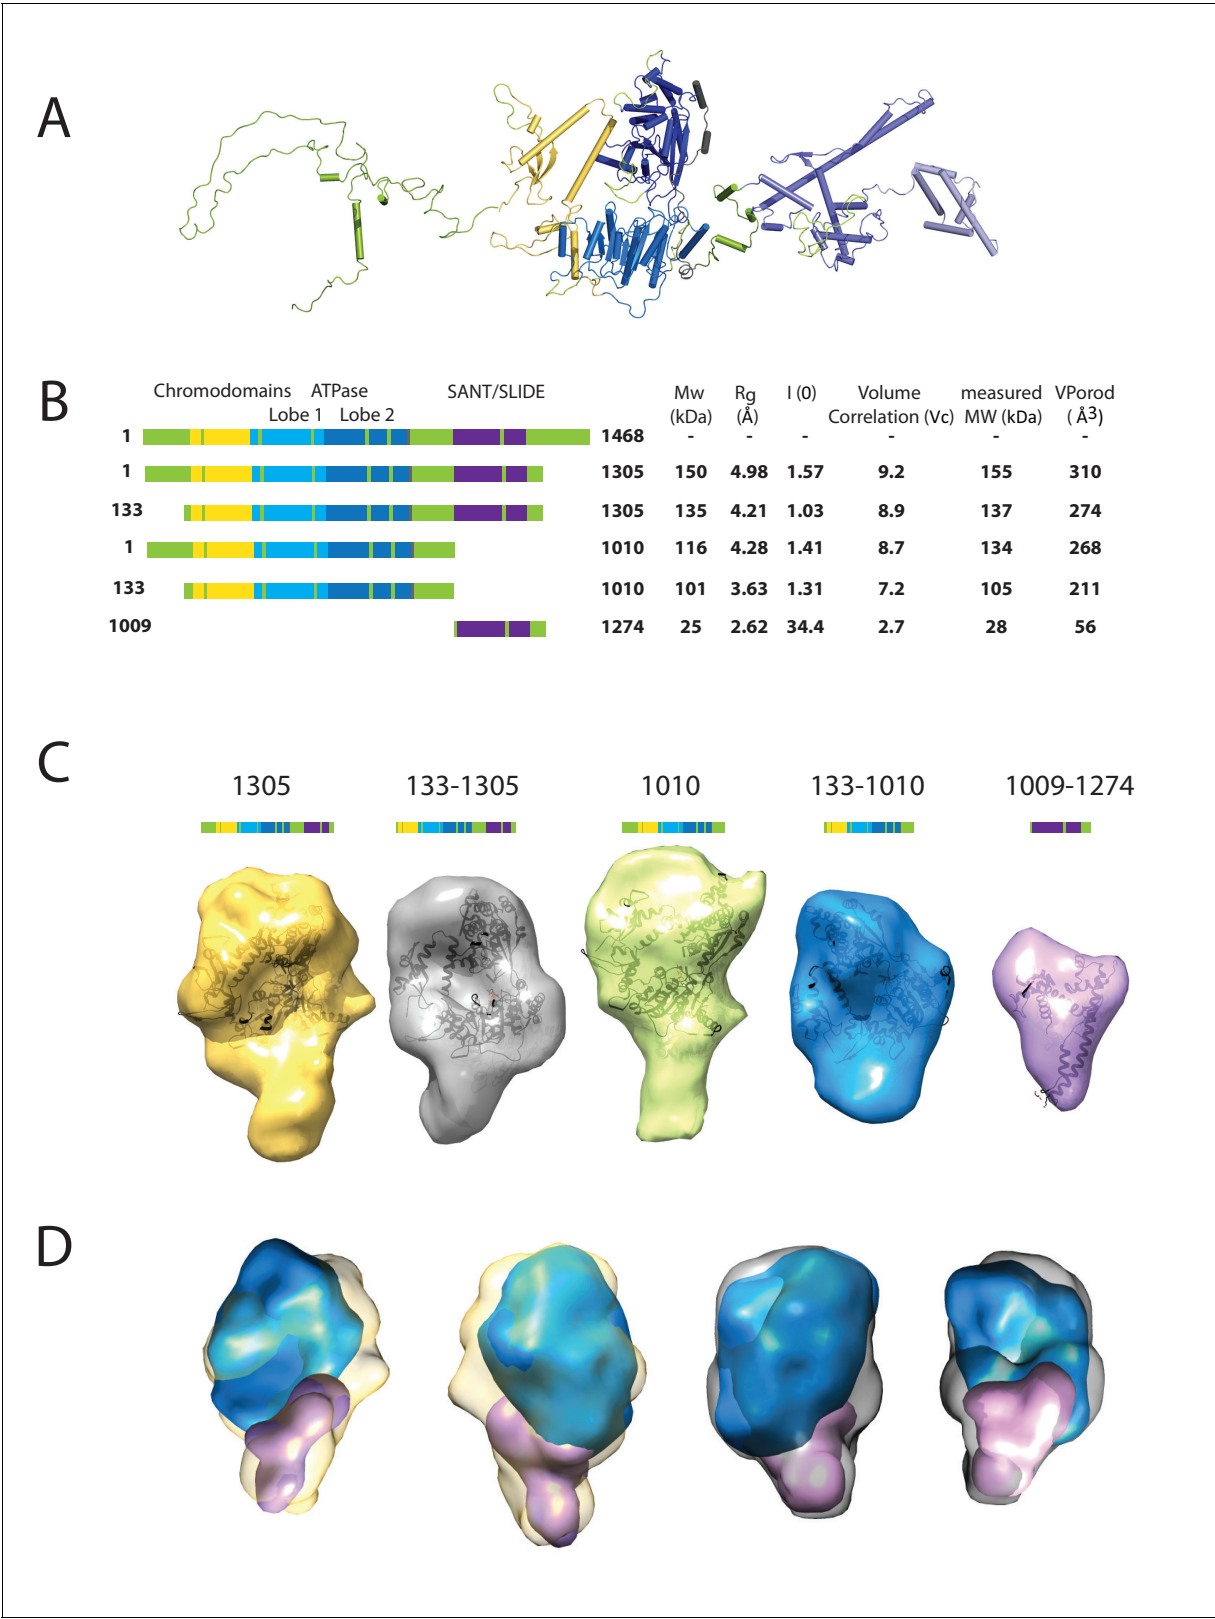 A
B
Chromodomains ATPase SANT/SLIDE Mw Rg I (0) Volume measured VPorod
Lobe 1 Lobe 2 (kDa) (Å) Correlation (Vc) MW (kDa) ( Å3)
1 1468 - - - - - -
1 1305 150 4.98 1.57 9.2 155 310
133 1305 135 4.21 1.03 8.9 137 274
1 1010 116 4.28 1.41 8.7 134 268
133 1010 101 3.63 1.31 7.2 105 211
1009 1274 25 2.62 34.4 2.7 28 56
C
1305 133-1305 1010 133-1010 1009-1274
D